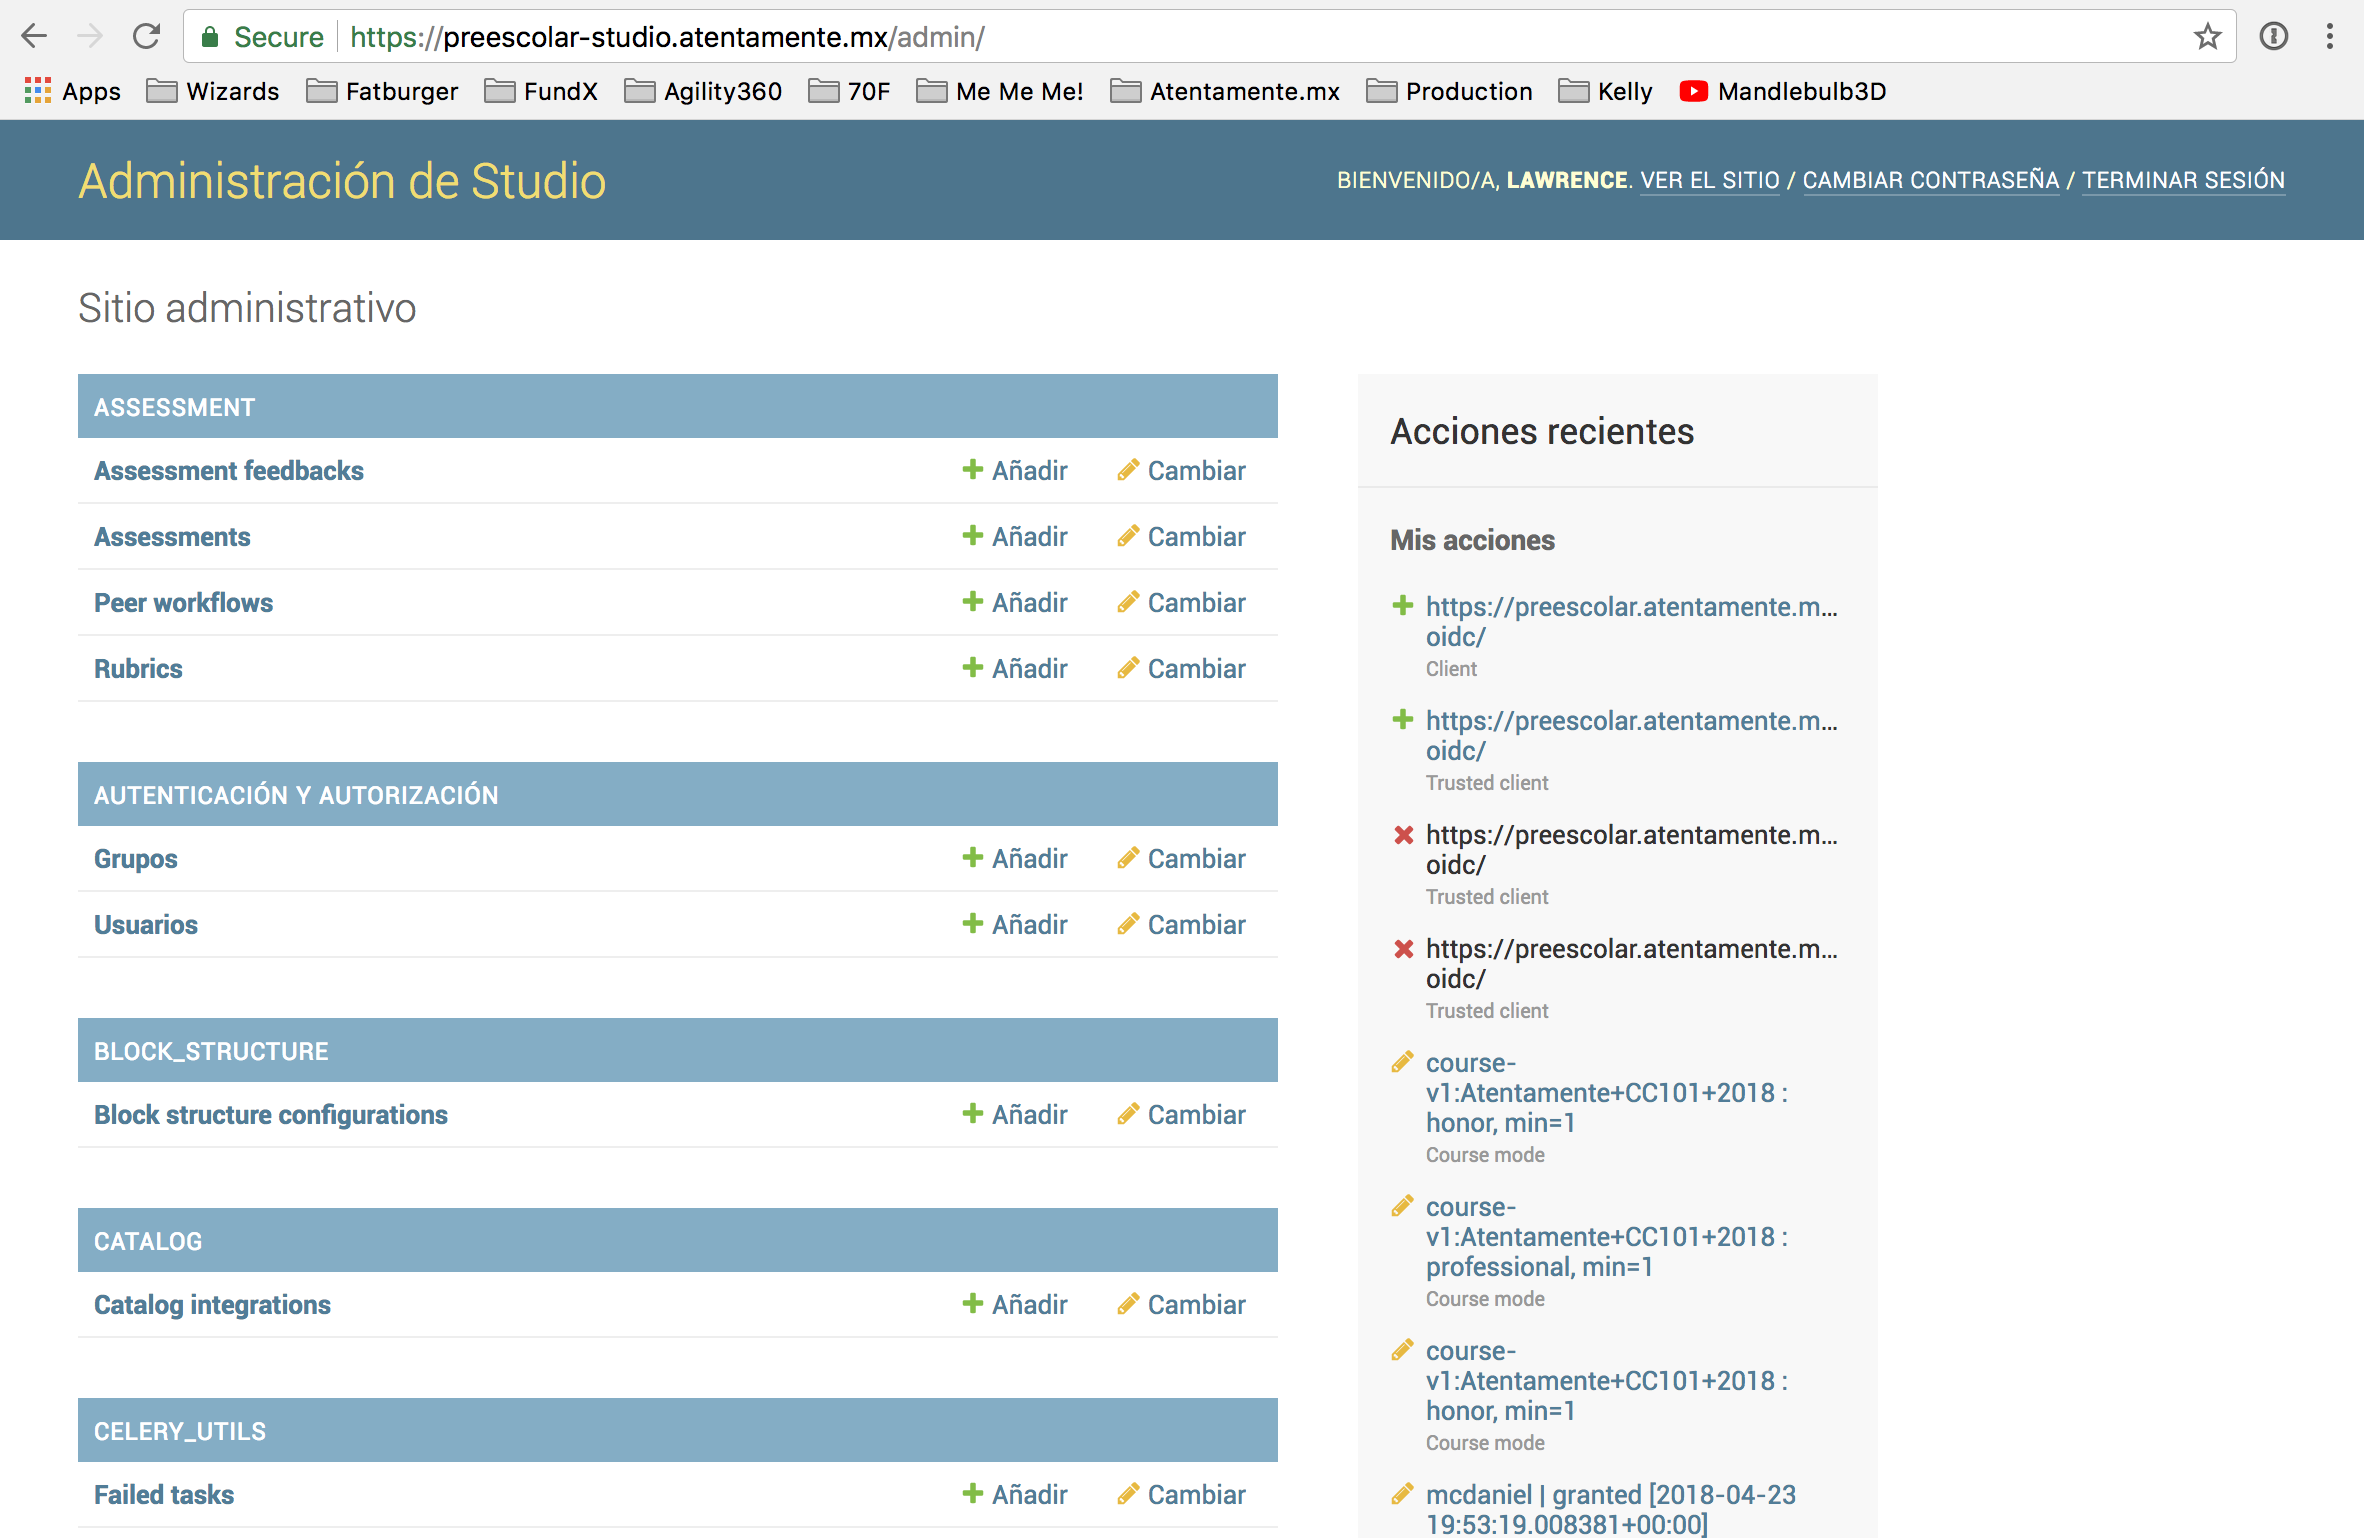 Secure https://preescolar-studio.atentamente.mx/admin/
Apps Wizards Fatburger FundX Agility360 70F Me Me Me! Atentamente.mx Production Kelly Mandlebulb3D
Administración de Studio
BIENVENIDO/A, LAWRENCE. VER EL SITIO / CAMBIAR CONTRASEÑA / TERMINAR SESIÓN
Sitio administrativo
ASSESSMENT
Assessment feedbacks Añadir Cambiar
Assessments Añadir Cambiar
Peer workflows Añadir Cambiar
Rubrics Añadir Cambiar
AUTENTICACIÓN Y AUTORIZACIÓN
Grupos Añadir Cambiar
Usuarios Añadir Cambiar
BLOCK_STRUCTURE
Block structure configurations Añadir Cambiar
CATALOG
Catalog integrations Añadir Cambiar
CELERY_UTILS
Failed tasks Añadir Cambiar
Acciones recientes
Mis acciones
https://preescolar.atentamente.m...
oidc/
Client
https://preescolar.atentamente.m...
oidc/
Trusted client
https://preescolar.atentamente.m...
oidc/
Trusted client
https://preescolar.atentamente.m...
oidc/
Trusted client
course-
v1:Atentamente+CC101+2018 :
honor, min=1
Course mode
course-
v1:Atentamente+CC101+2018 :
professional, min=1
Course mode
course-
v1:Atentamente+CC101+2018 :
honor, min=1
Course mode
mcdaniel | granted [2018-04-23
19:53:19.008381+00:00]